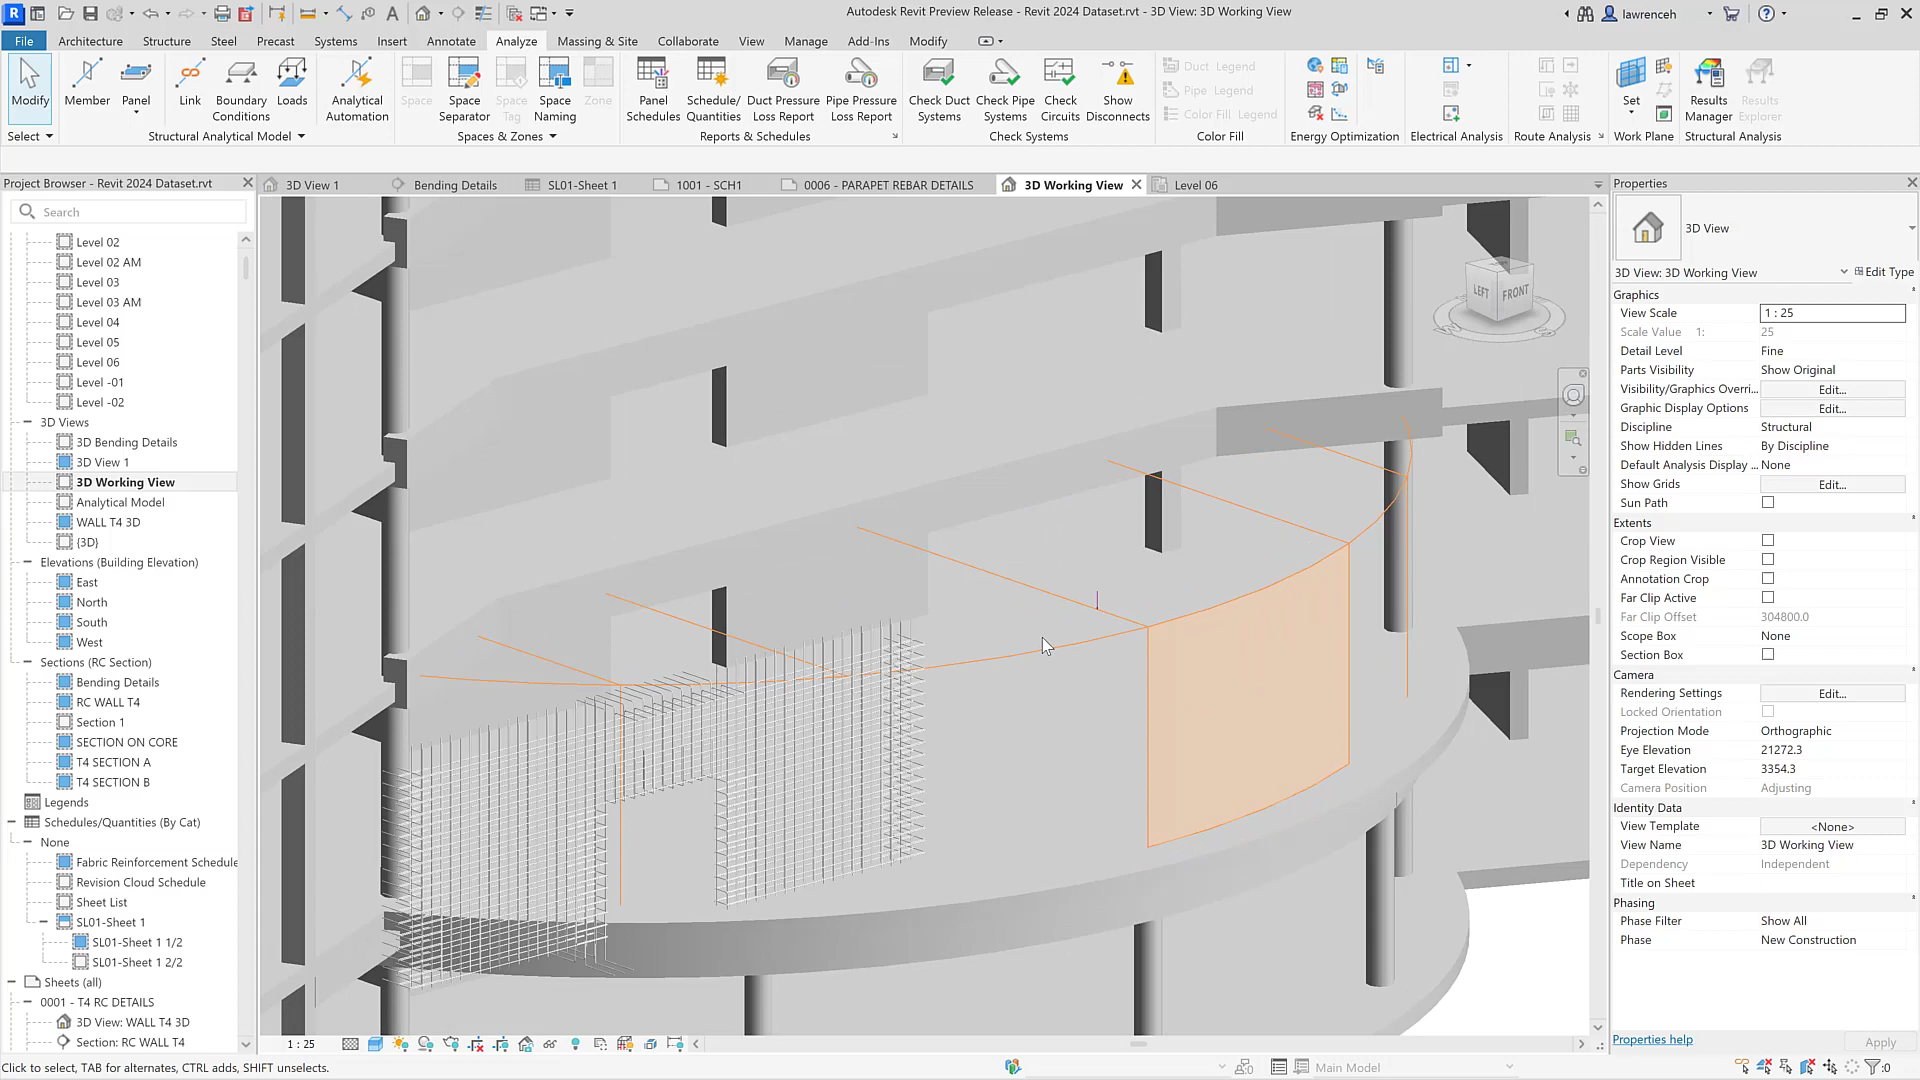 Autodesk Revit Preview Release - Revit 2024 Dataset.rvt - 3D View: 3D Working View
lawrenceh
File
Architecture
Structure
Steel
Precast
Systems
Insert
Annotate
Analyze
Massing & Site
Collaborate
View
Manage
Add-Ins
Modify
Modify
Member
Panel
Link
Boundary
Conditions
Loads
Analytical
Automation
Space
Space
Separator
Space
Tag
Space
Naming
Zone
Panel
Schedules
Schedule/
Quantities
Duct Pressure
Loss Report
Pipe Pressure
Loss Report
Check Duct
Systems
Check Pipe
Systems
Check
Circuits
Show
Disconnects
Duct Legend
Pipe Legend
Color Fill Legend
Set
Results
Manager
Results
Explorer
Select
Structural Analytical Model
Spaces & Zones
Reports & Schedules
Check Systems
Color Fill
Energy Optimization
Electrical Analysis
Route Analysis
Work Plane
Structural Analysis
Project Browser - Revit 2024 Dataset.rvt
3D View 1
Bending Details
SL01-Sheet 1
1001 - SCH1
0006 - PARAPET REBAR DETAILS
3D Working View
Level 06
Properties
Search
Level 02
Level 02 AM
Level 03
Level 03 AM
Level 04
Level 05
Level 06
Level -01
Level -02
3D Views
3D Bending Details
3D View 1
3D Working View
Analytical Model
WALL T4 3D
{3D}
Elevations (Building Elevation)
East
North
South
West
Sections (RC Section)
Bending Details
RC WALL T4
Section 1
SECTION ON CORE
T4 SECTION A
T4 SECTION B
Legends
Schedules/Quantities (By Cat)
None
Fabric Reinforcement Schedule
Revision Cloud Schedule
Sheet List
SL01-Sheet 1
SL01-Sheet 1 1/2
SL01-Sheet 1 2/2
Sheets (all)
0001 - T4 RC DETAILS
3D View: WALL T4 3D
Section: RC WALL T4
LEFT
FRONT
3D View
3D View: 3D Working View
Edit Type
Graphics
View Scale 1 : 25
Scale Value 1: 25
Detail Level Fine
Parts Visibility Show Original
Visibility/Graphics Overri... Edit...
Graphic Display Options Edit...
Discipline Structural
Show Hidden Lines By Discipline
Default Analysis Display ... None
Show Grids Edit...
Sun Path
Extents
Crop View
Crop Region Visible
Annotation Crop
Far Clip Active
Far Clip Offset 304800.0
Scope Box None
Section Box
Camera
Rendering Settings Edit...
Locked Orientation
Projection Mode Orthographic
Eye Elevation 21272.3
Target Elevation 3354.3
Camera Position Adjusting
Identity Data
View Template <None>
View Name 3D Working View
Dependency Independent
Title on Sheet
Phasing
Phase Filter Show All
Phase New Construction
Properties help
Apply
1 : 25
Click to select, TAB for alternates, CTRL adds, SHIFT unselects.
Main Model
:0